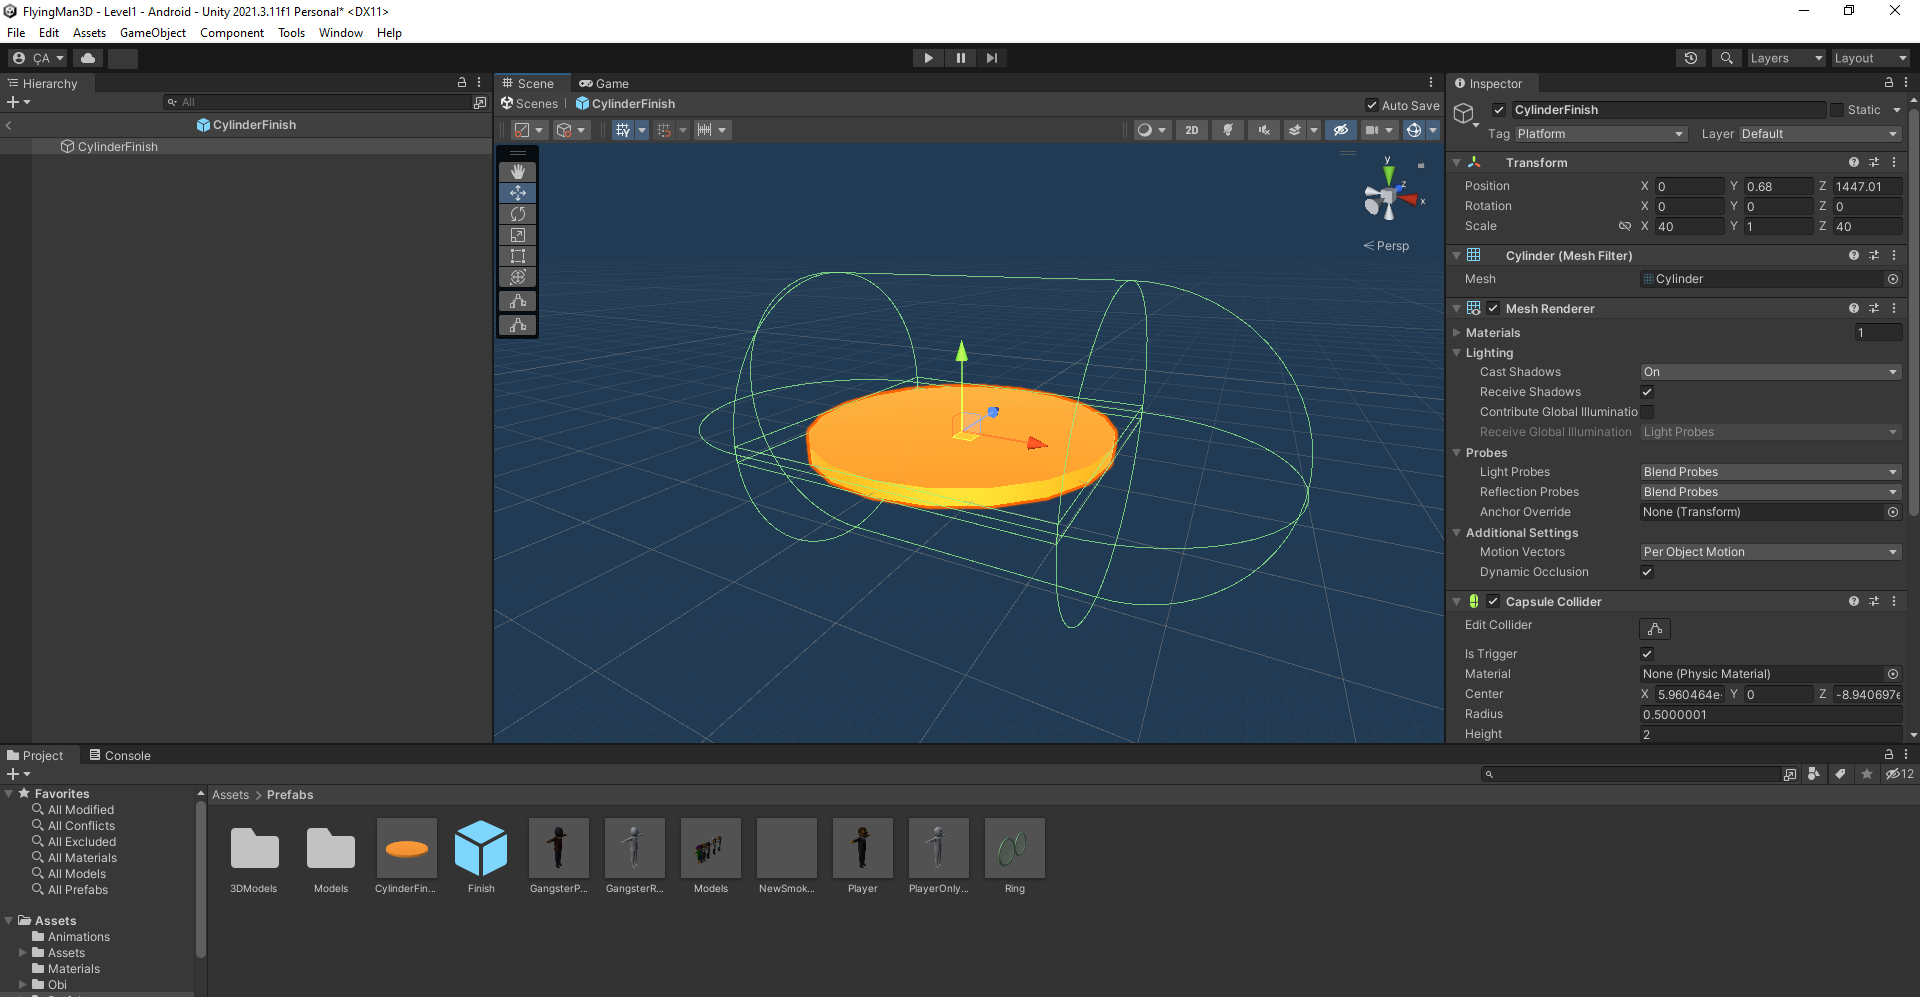 FlyingMan3D - Level1 - Android - Unity 2021.3.11f1 Personal* <DX11>
File Edit Assets GameObject Component Tools Window Help
ÇA Layers Layout
Hierarchy
All
CylinderFinish
CylinderFinish
Scene Game
Scenes CylinderFinish Auto Save
2D
y
z
x
Persp
Inspector
CylinderFinish Static
Tag Platform Layer Default
Transform
Position X 0 Y 0.68 Z 1447.01
Rotation X 0 Y 0 Z 0
Scale X 40 Y 1 Z 40
Cylinder (Mesh Filter)
Mesh Cylinder
Mesh Renderer
Materials 1
Lighting
Cast Shadows On
Receive Shadows
Contribute Global Illuminatio
Receive Global Illumination Light Probes
Probes
Light Probes Blend Probes
Reflection Probes Blend Probes
Anchor Override None (Transform)
Additional Settings
Motion Vectors Per Object Motion
Dynamic Occlusion
Capsule Collider
Edit Collider
Is Trigger
Material None (Physic Material)
Center X 5.960464e- Y 0 Z -8.940697e
Radius 0.5000001
Height 2
Project Console
12
Favorites
All Modified
All Conflicts
All Excluded
All Materials
All Models
All Prefabs
Assets
Animations
Assets
Materials
Obi
Assets > Prefabs
3DModels Models CylinderFin... Finish GangsterP... GangsterR... Models NewSmok... Player PlayerOnly... Ring